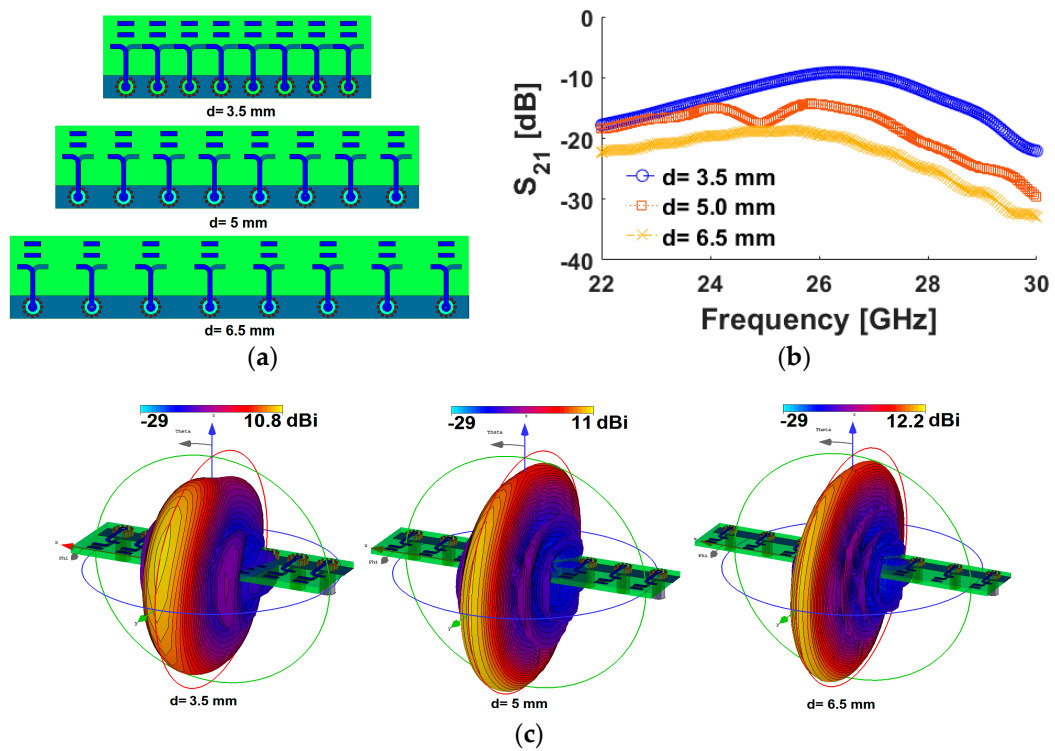 (a)
d= 3.5 mm
d= 5 mm
d= 6.5 mm
(b)
S21 [dB]
0
-10
-20
-30
-40
22
24
26
28
30
Frequency [GHz]
d= 3.5 mm
d= 5.0 mm
d= 6.5 mm
-29 10.8 dBi
z
Theta
x
Phi
y
d= 3.5 mm
-29 11 dBi
z
Theta
x
Phi
y
d= 5 mm
-29 12.2 dBi
z
Theta
Phi
y
d= 6.5 mm
(c)